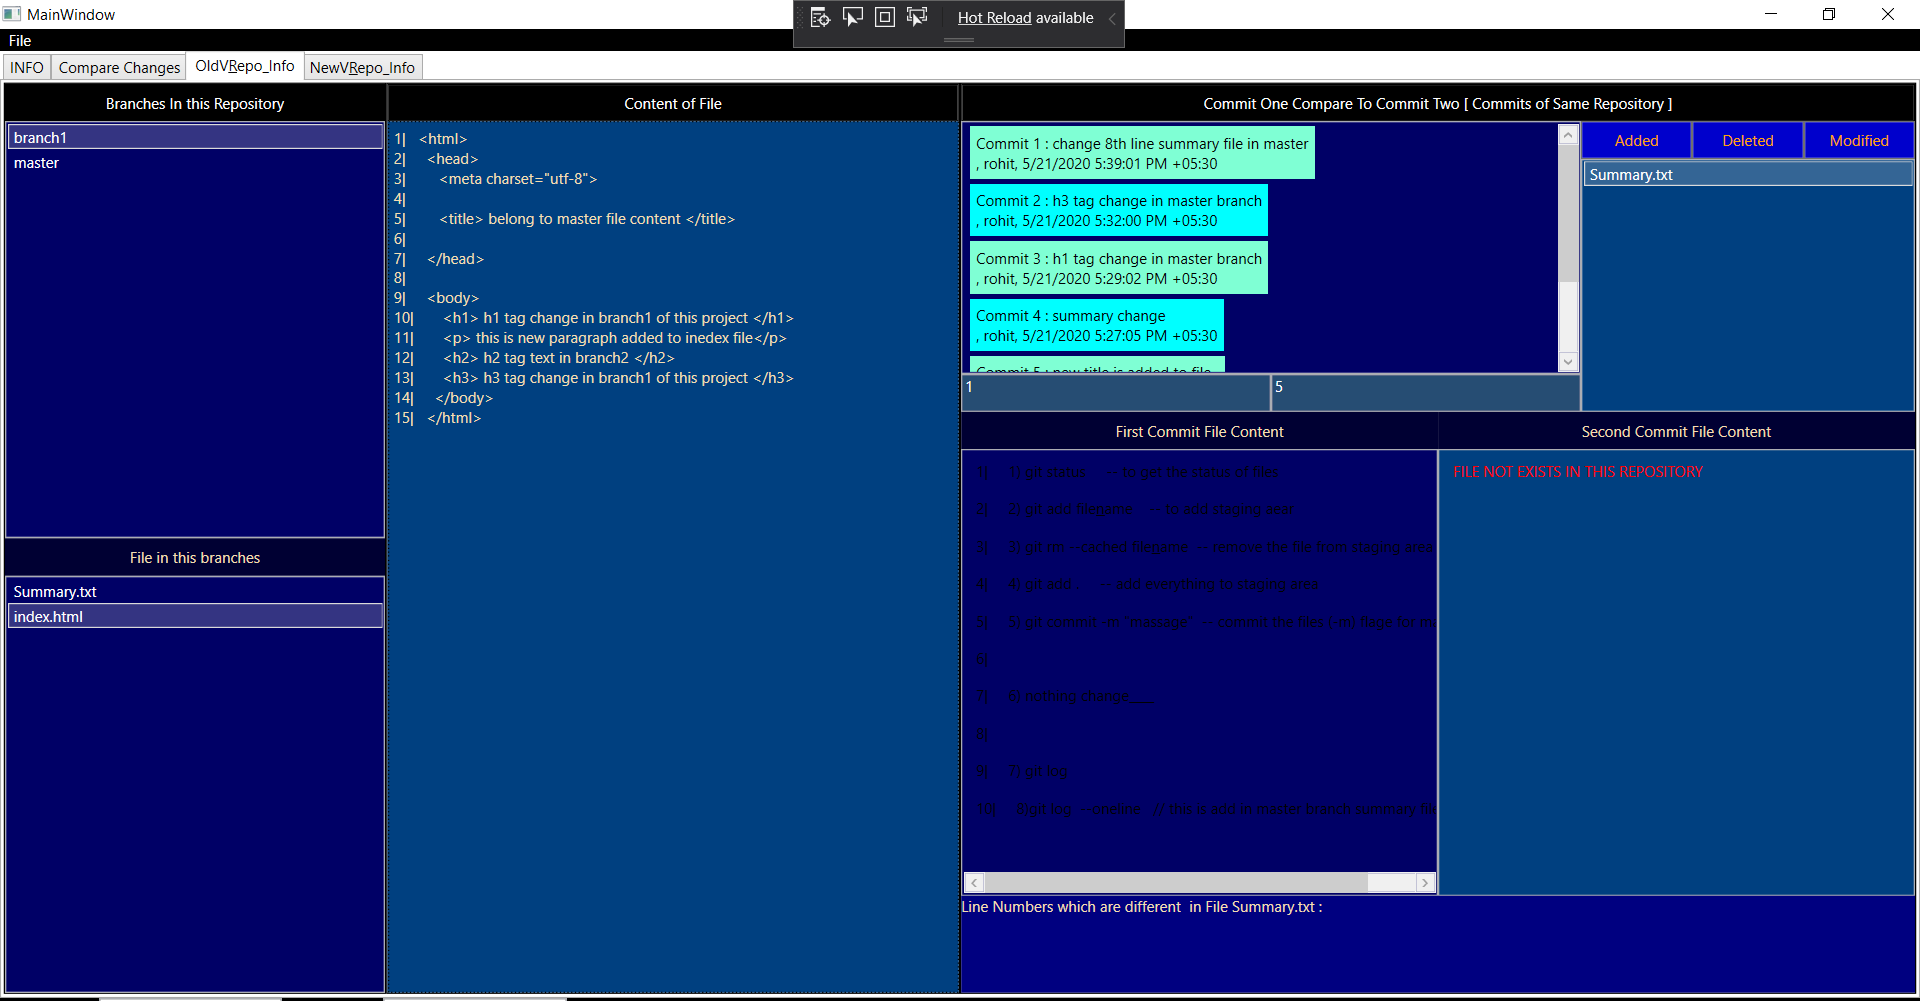 MainWindow
Hot Reload available
File
INFO
Compare Changes
OldVRepo_Info
NewVRepo_Info
Branches In this Repository
branch1
master
File in this branches
Summary.txt
index.html
Content of File
1| <html>
2| <head>
3| <meta charset="utf-8">
4|
5| <title> belong to master file content </title>
6|
7| </head>
8|
9| <body>
10| <h1> h1 tag change in branch1 of this project </h1>
11| <p> this is new paragraph added to inedex file</p>
12| <h2> h2 tag text in branch2 </h2>
13| <h3> h3 tag change in branch1 of this project </h3>
14| </body>
15| </html>
Commit One Compare To Commit Two [ Commits of Same Repository ]
Commit 1 : change 8th line summary file in master
, rohit, 5/21/2020 5:39:01 PM +05:30
Commit 2 : h3 tag change in master branch
, rohit, 5/21/2020 5:32:00 PM +05:30
Commit 3 : h1 tag change in master branch
, rohit, 5/21/2020 5:29:02 PM +05:30
Commit 4 : summary change
, rohit, 5/21/2020 5:27:05 PM +05:30
Commit 5 : new title is added to file
1
5
Added
Deleted
Modified
Summary.txt
First Commit File Content
1| 1) git status -- to get the status of files
2| 2) git add filename -- to add staging
3| 3) git rm --cached filename -- remove the file from staging area
4| 4) git add . -- add everything to staging area
5| 5) git commit -m "massage" -- commit the files (-m) flage for
6|
7| 6) nothing change____
8|
9| 7) git log
10| 8)git log --oneline // this is add in master branch summary
Second Commit File Content
FILE NOT EXISTS IN THIS REPOSITORY
Line Numbers which are different in File Summary.txt :